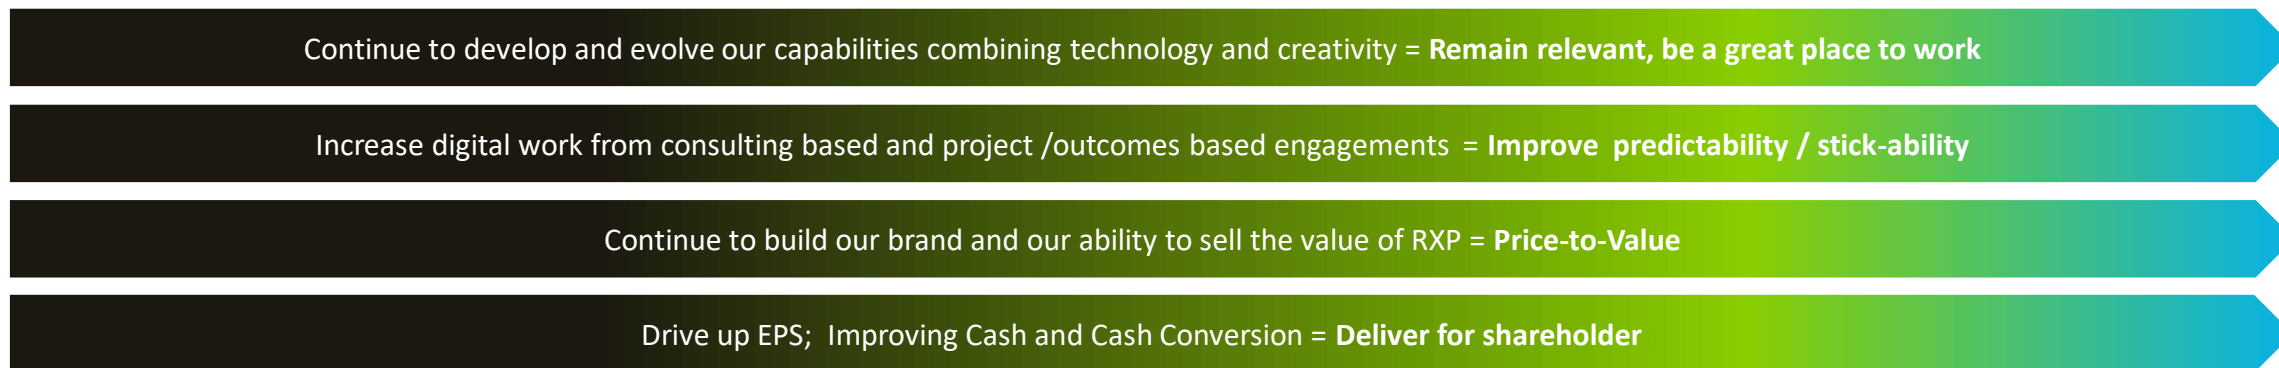 Continue to develop and evolve our capabilities combining technology and creativity = Remain relevant, be a great place to work
Increase digital work from consulting based and project /outcomes based engagements = Improve predictability / stick-ability
Continue to build our brand and our ability to sell the value of RXP = Price-to-Value
Drive up EPS; Improving Cash and Cash Conversion = Deliver for shareholder